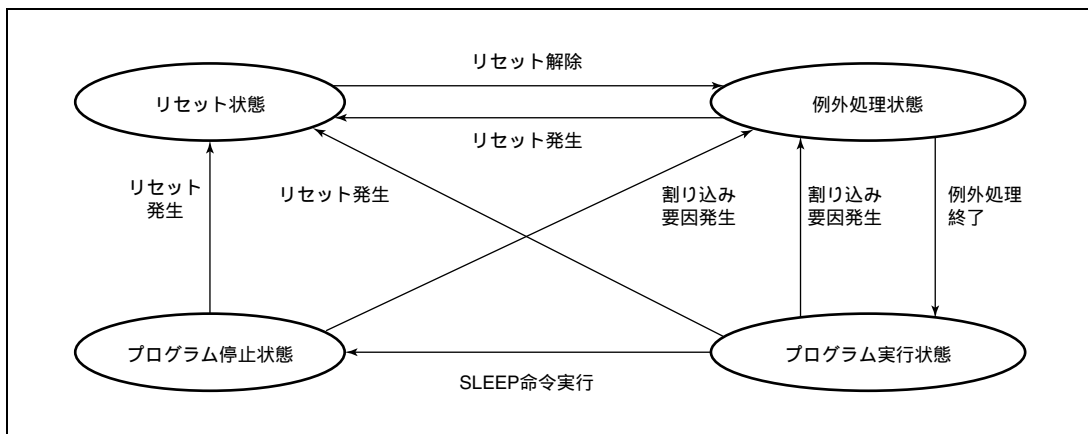 リセット解除
リセット状態
例外処理状態
リセット発生
リセット
発生
リセット発生
割り込み
要因発生
割り込み
要因発生
例外処理
終了
プログラム停止状態
プログラム実行状態
SLEEP命令実行